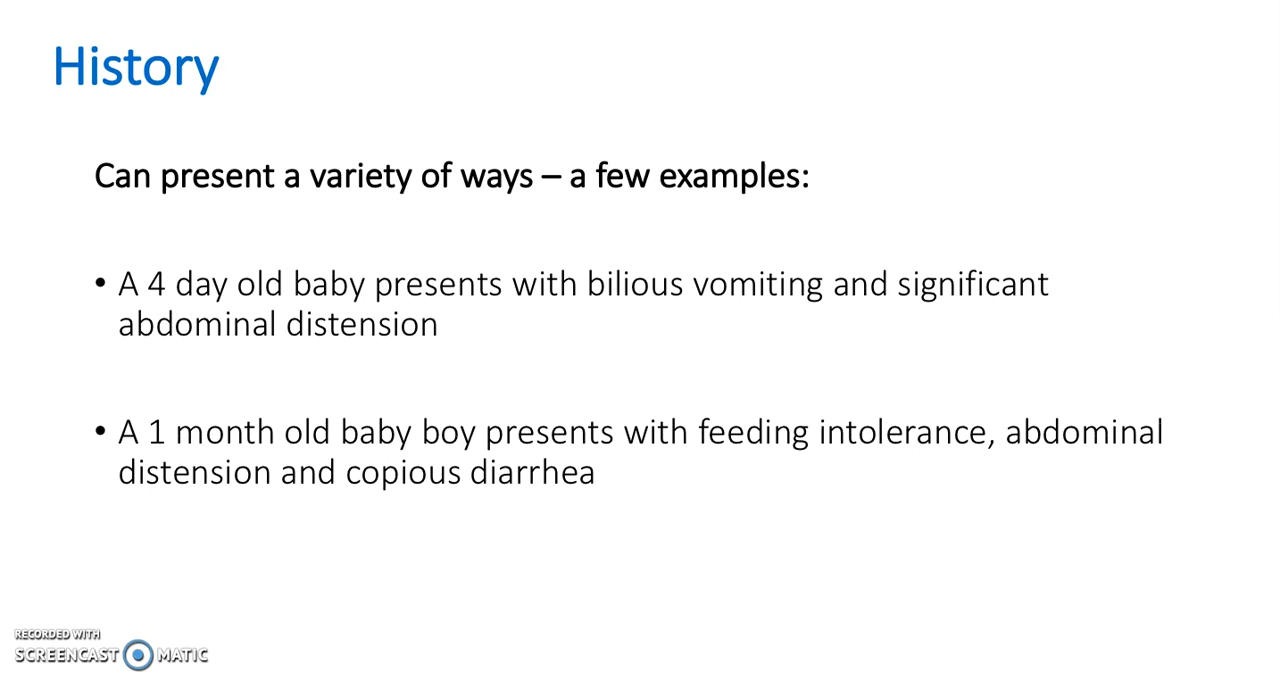 History
Can present a variety of ways – a few examples:
• A 4 day old baby presents with bilious vomiting and significant
abdominal distension
• A 1 month old baby boy presents with feeding intolerance, abdominal
distension and copious diarrhea
RECORDED WITH
SCREENCAST MATIC